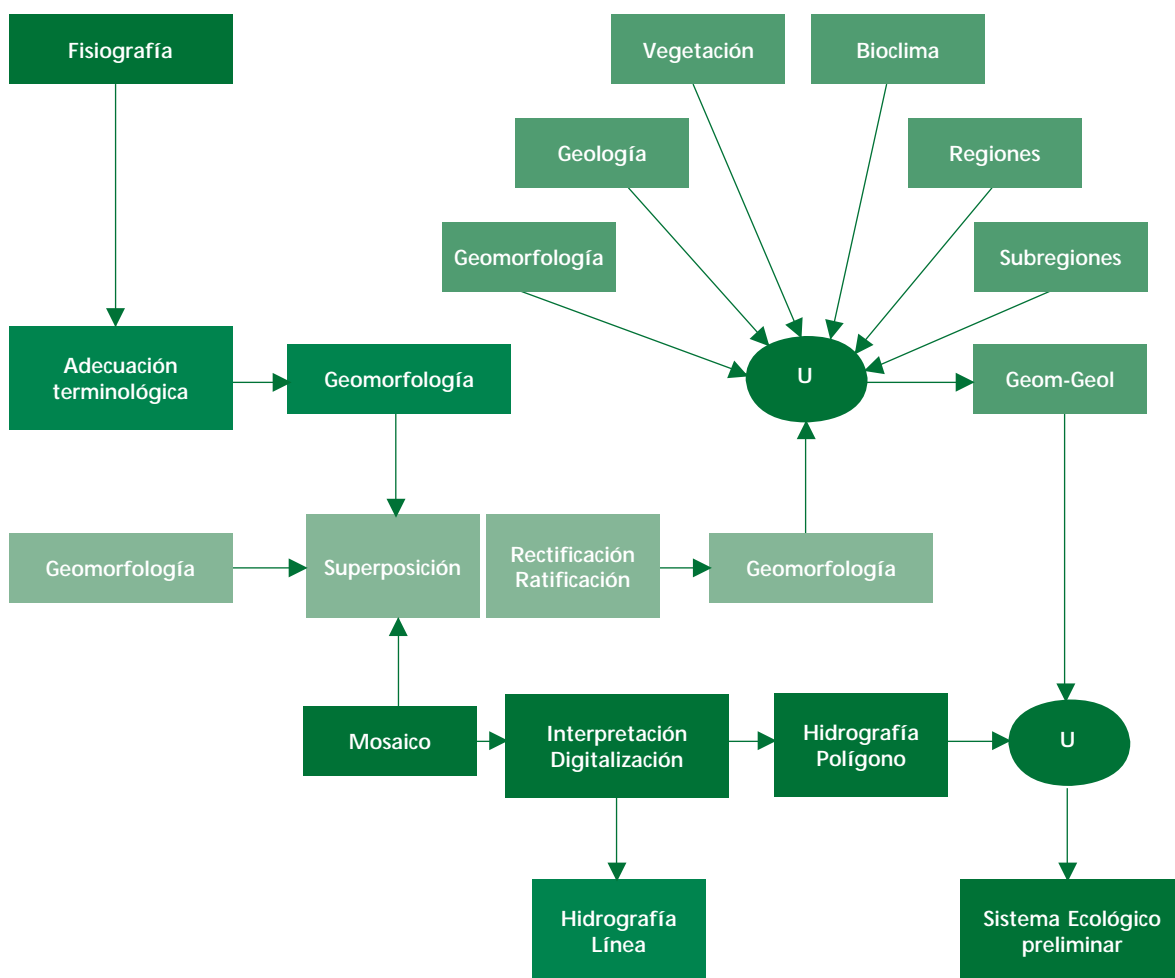 Fisiografía
Vegetación
Bioclima
Geología
Regiones
Geomorfología
Subregiones
Adecuación
terminológica
Geomorfología
U
Geom-Geol
Geomorfología
Superposición
Rectificación
Ratificación
Geomorfología
Mosaico
Interpretación
Digitalización
Hidrografía
Polígono
U
Hidrografía
Línea
Sistema Ecológico
preliminar